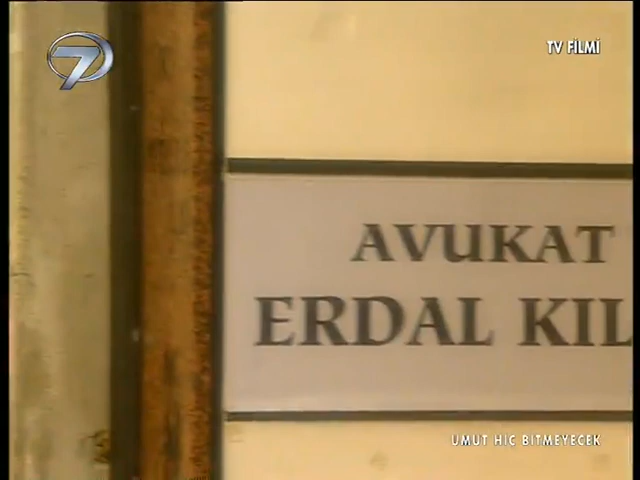 7
TV FİLMİ
AVUKAT
ERDAL KIL
UMUT HİÇ BİTMEYECEK